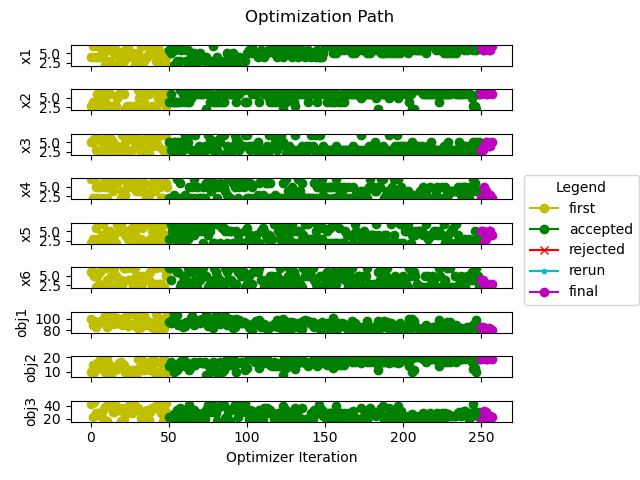 Optimization Path
x1
5.0
2.5
x2
5.0
2.5
x3
5.0
2.5
x4
5.0
2.5
x5
5.0
2.5
x6
5.0
2.5
obj1
100
80
obj2
20
10
obj3
40
20
0 50 100 150 200 250
Optimizer Iteration
Legend
first
accepted
rejected
rerun
final